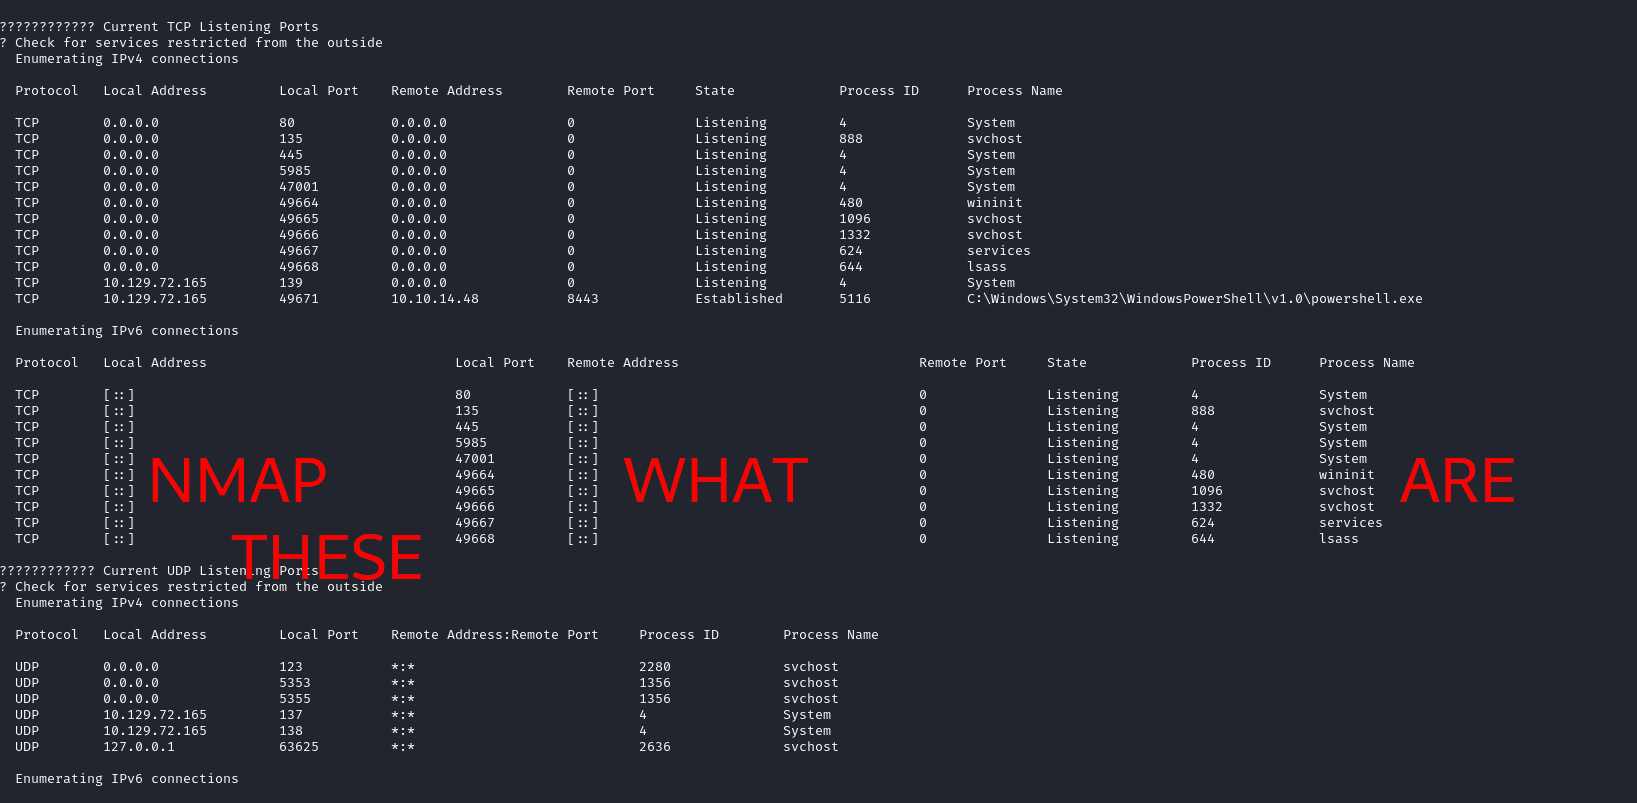 ???????????? Current TCP Listening Ports
? Check for services restricted from the outside
Enumerating IPv4 connections
Protocol Local Address Local Port Remote Address Remote Port State Process ID Process Name
TCP 0.0.0.0 80 0.0.0.0 0 Listening 4 System
TCP 0.0.0.0 135 0.0.0.0 0 Listening 888 svchost
TCP 0.0.0.0 445 0.0.0.0 0 Listening 4 System
TCP 0.0.0.0 5985 0.0.0.0 0 Listening 4 System
TCP 0.0.0.0 47001 0.0.0.0 0 Listening 4 System
TCP 0.0.0.0 49664 0.0.0.0 0 Listening 480 wininit
TCP 0.0.0.0 49665 0.0.0.0 0 Listening 1096 svchost
TCP 0.0.0.0 49666 0.0.0.0 0 Listening 1332 svchost
TCP 0.0.0.0 49667 0.0.0.0 0 Listening 624 services
TCP 0.0.0.0 49668 0.0.0.0 0 Listening 644 lsass
TCP 10.129.72.165 139 0.0.0.0 0 Listening 4 System
TCP 10.129.72.165 49671 10.10.14.48 8443 Established 5116 C:\Windows\System32\WindowsPowerShell\v1.0\powershell.exe
Enumerating IPv6 connections
Protocol Local Address Local Port Remote Address Remote Port State Process ID Process Name
TCP [::] 80 [::] 0 Listening 4 System
TCP [::] 135 [::] 0 Listening 888 svchost
TCP [::] 445 [::] 0 Listening 4 System
TCP [::] 5985 [::] 0 Listening 4 System
TCP [::] 47001 [::] 0 Listening 4 System
TCP [::] 49664 [::] 0 Listening 480 wininit
NMAP WHAT ARE
TCP [::] 49665 [::] 0 Listening 1096 svchost
TCP [::] 49666 [::] 0 Listening 1332 svchost
TCP [::] 49667 [::] 0 Listening 624 services
TCP [::] 49668 [::] 0 Listening 644 lsass
THESE
???????????? Current UDP Listening Ports
? Check for services restricted from the outside
Enumerating IPv4 connections
Protocol Local Address Local Port Remote Address:Remote Port Process ID Process Name
UDP 0.0.0.0 123 *:* 2280 svchost
UDP 0.0.0.0 5353 *:* 1356 svchost
UDP 0.0.0.0 5355 *:* 1356 svchost
UDP 10.129.72.165 137 *:* 4 System
UDP 10.129.72.165 138 *:* 4 System
UDP 127.0.0.1 63625 *:* 2636 svchost
Enumerating IPv6 connections